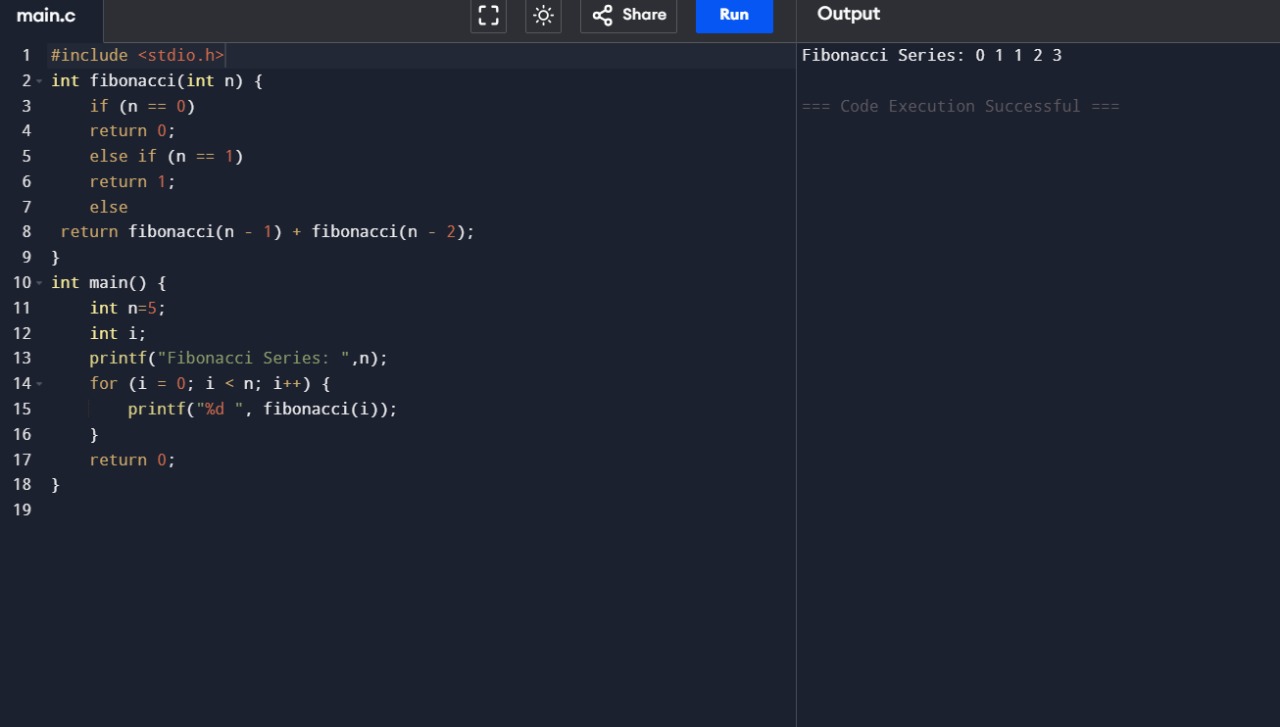 main.c
Share
Run
Output
1 #include <stdio.h>
2 int fibonacci(int n) {
3     if (n == 0)
4     return 0;
5     else if (n == 1)
6     return 1;
7     else
8  return fibonacci(n - 1) + fibonacci(n - 2);
9 }
10 int main() {
11     int n=5;
12     int i;
13     printf("Fibonacci Series: ",n);
14     for (i = 0; i < n; i++) {
15         printf("%d ", fibonacci(i));
16     }
17     return 0;
18 }
19
Fibonacci Series: 0 1 1 2 3
=== Code Execution Successful ===